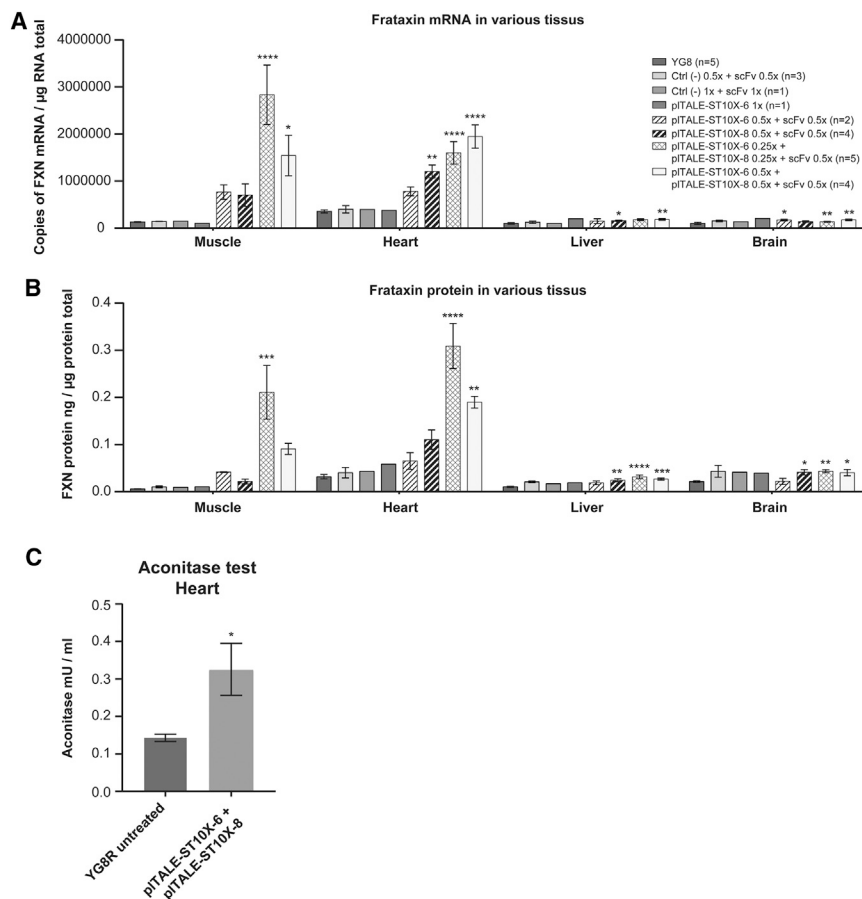 A
Frataxin mRNA in various tissus
Copies of FXN mRNA / µg RNA total
4000000
3000000
2000000
1000000
0
****
*
**
****
****
*
**
*
**
**
Muscle
Heart
Liver
Brain
YG8 (n=5)
Ctrl (-) 0.5x + scFv 0.5x (n=3)
Ctrl (-) 1x + scFv 1x (n=1)
pITALE-ST10X-6 1x (n=1)
pITALE-ST10X-6 0.5x + scFv 0.5x (n=2)
pITALE-ST10X-8 0.5x + scFv 0.5x (n=4)
pITALE-ST10X-6 0.25x +
pITALE-ST10X-8 0.25x + scFv 0.5x (n=5)
pITALE-ST10X-6 0.5x +
pITALE-ST10X-8 0.5x + scFv 0.5x (n=4)
B
Frataxin protein in various tissus
FXN protein ng / µg protein total
0.4
0.3
0.2
0.1
0.0
***
****
**
**
****
***
*
**
*
Muscle
Heart
Liver
Brain
C
Aconitase test
Heart
Aconitase mU / ml
0.5
0.4
0.3
0.2
0.1
0.0
*
YG8R untreated
pITALE-ST10X-6 +
pITALE-ST10X-8